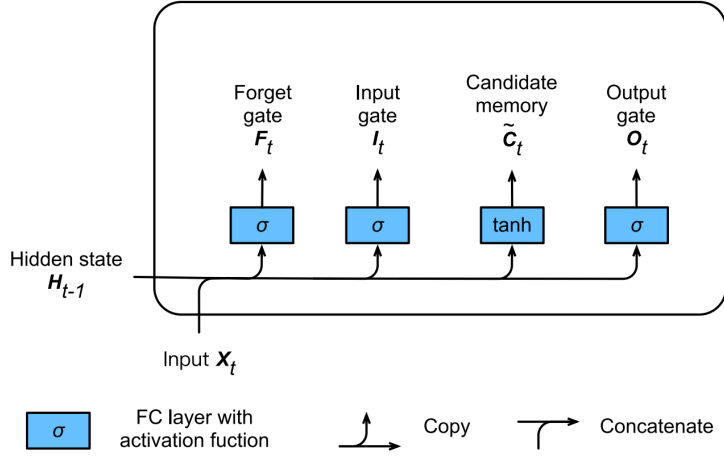 Forget
gate
F_t
Input
gate
I_t
Candidate
memory
C̃_t
Output
gate
O_t
σ
σ
tanh
σ
Hidden state
H_{t-1}
Input X_t
σ
FC layer with
activation fuction
Copy
Concatenate